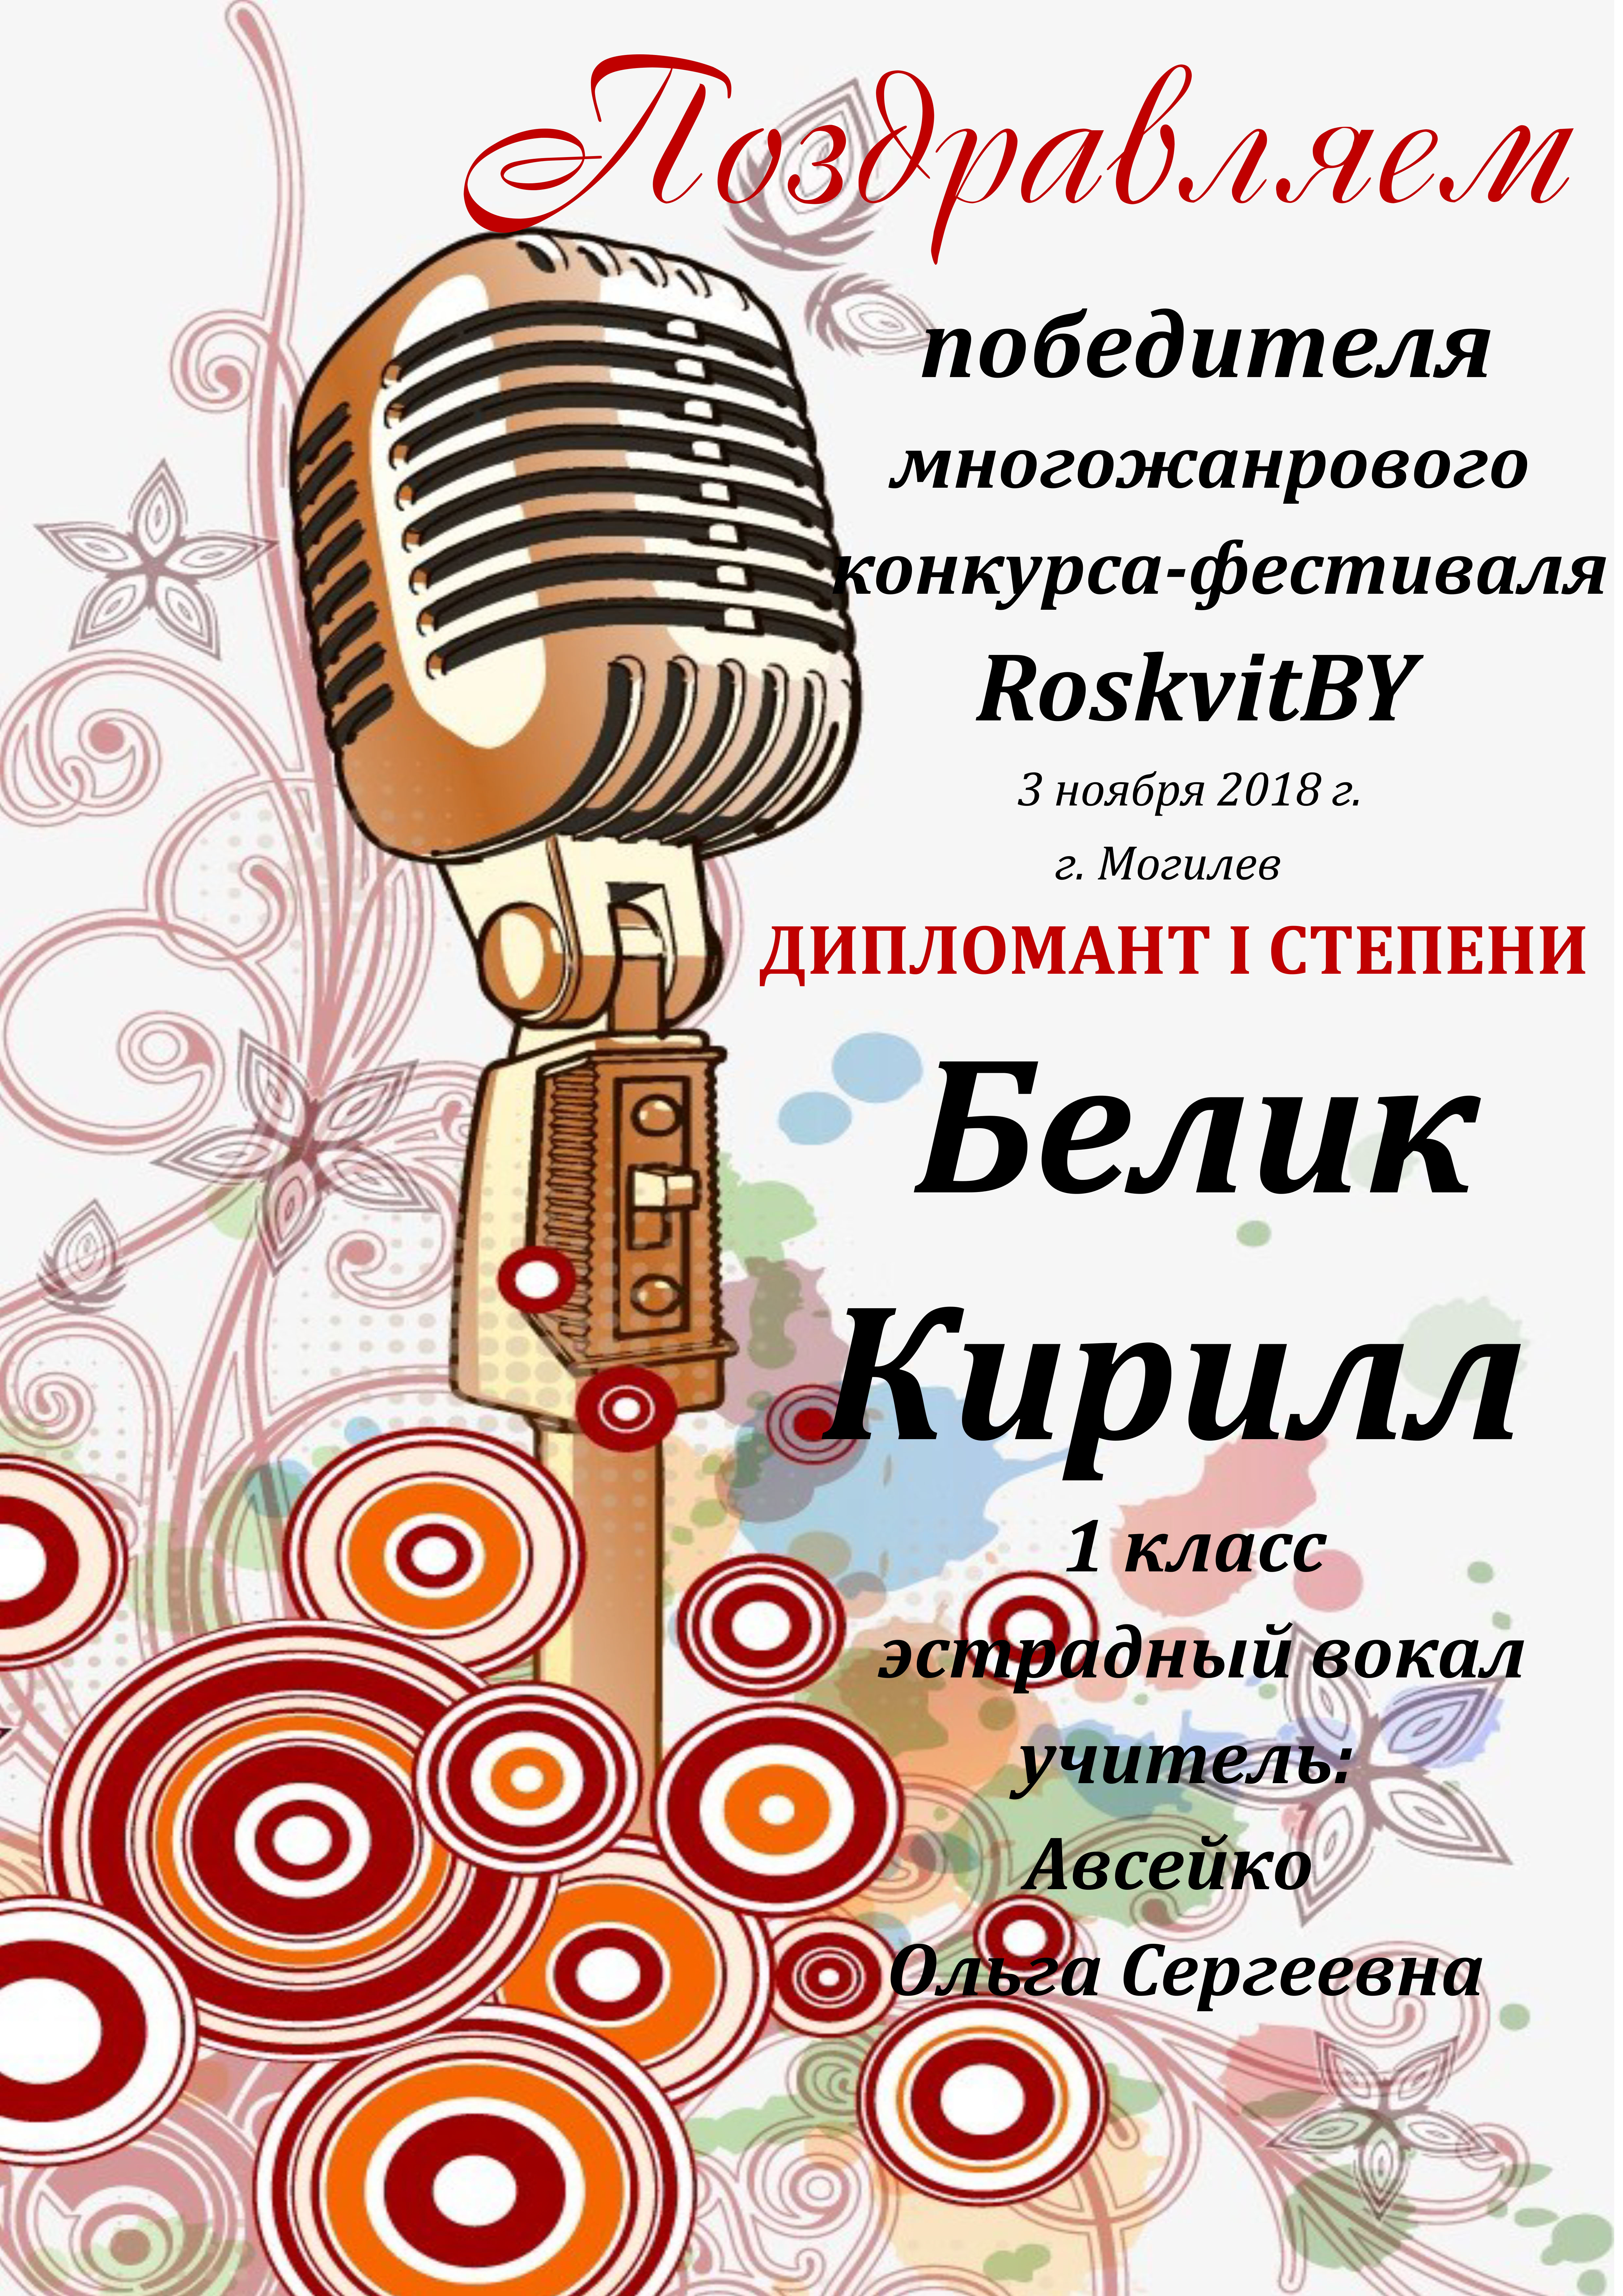 Поздравляем
победителя
многожанрового
конкурса-фестиваля
RoskvitBY
3 ноября 2018 г.
г. Могилев
ДИПЛОМАНТ I СТЕПЕНИ
Белик
Кирилл
1 класс
эстрадный вокал
учитель:
Авсейко
Ольга Сергеевна